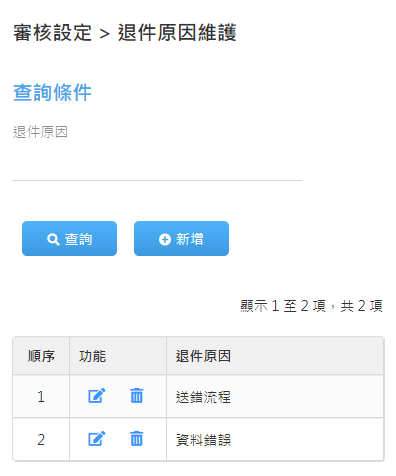 審核設定 > 退件原因維護
查詢條件
退件原因
查詢 新增
顯示 1 至 2 項，共 2 項
順序 功能 退件原因
1 送錯流程
2 資料錯誤